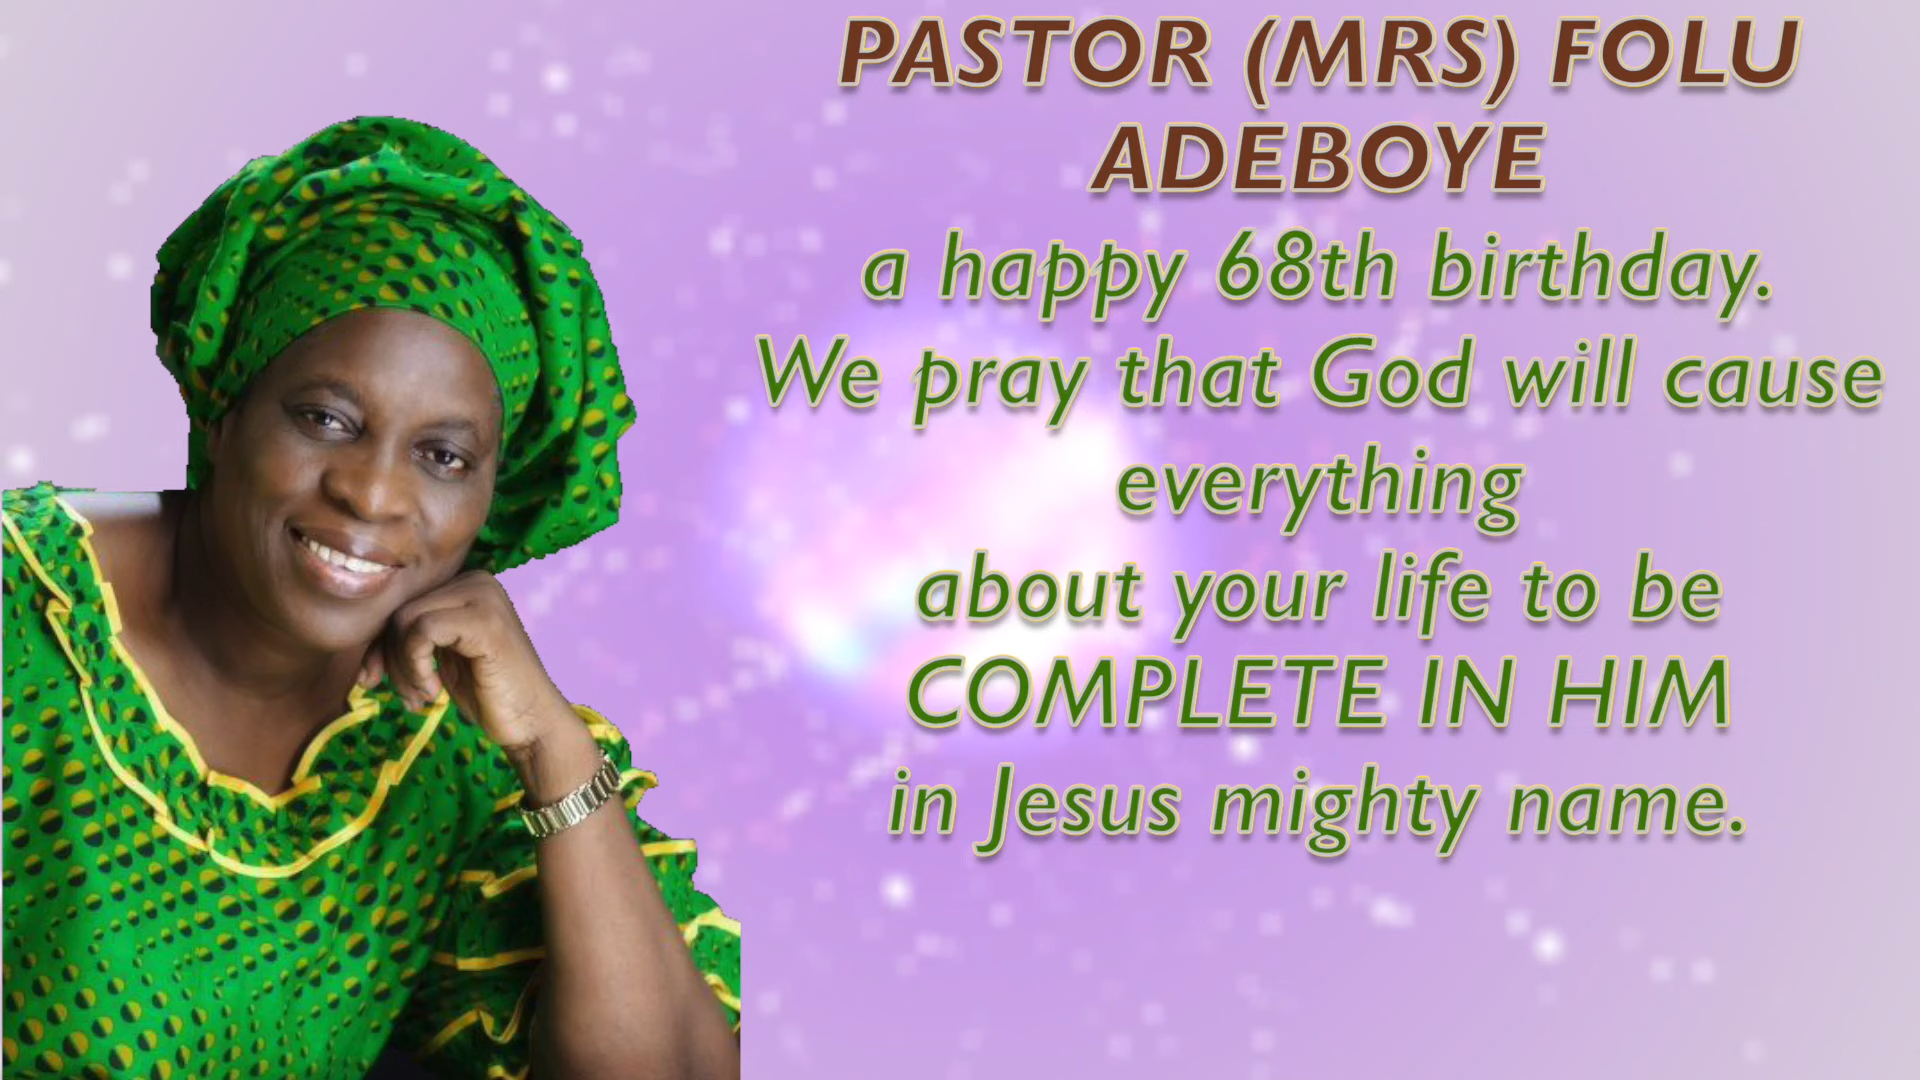 PASTOR (MRS) FOLU
ADEBOYE
a happy 68th birthday.
We pray that God will cause
everything
about your life to be
COMPLETE IN HIM
in Jesus mighty name.